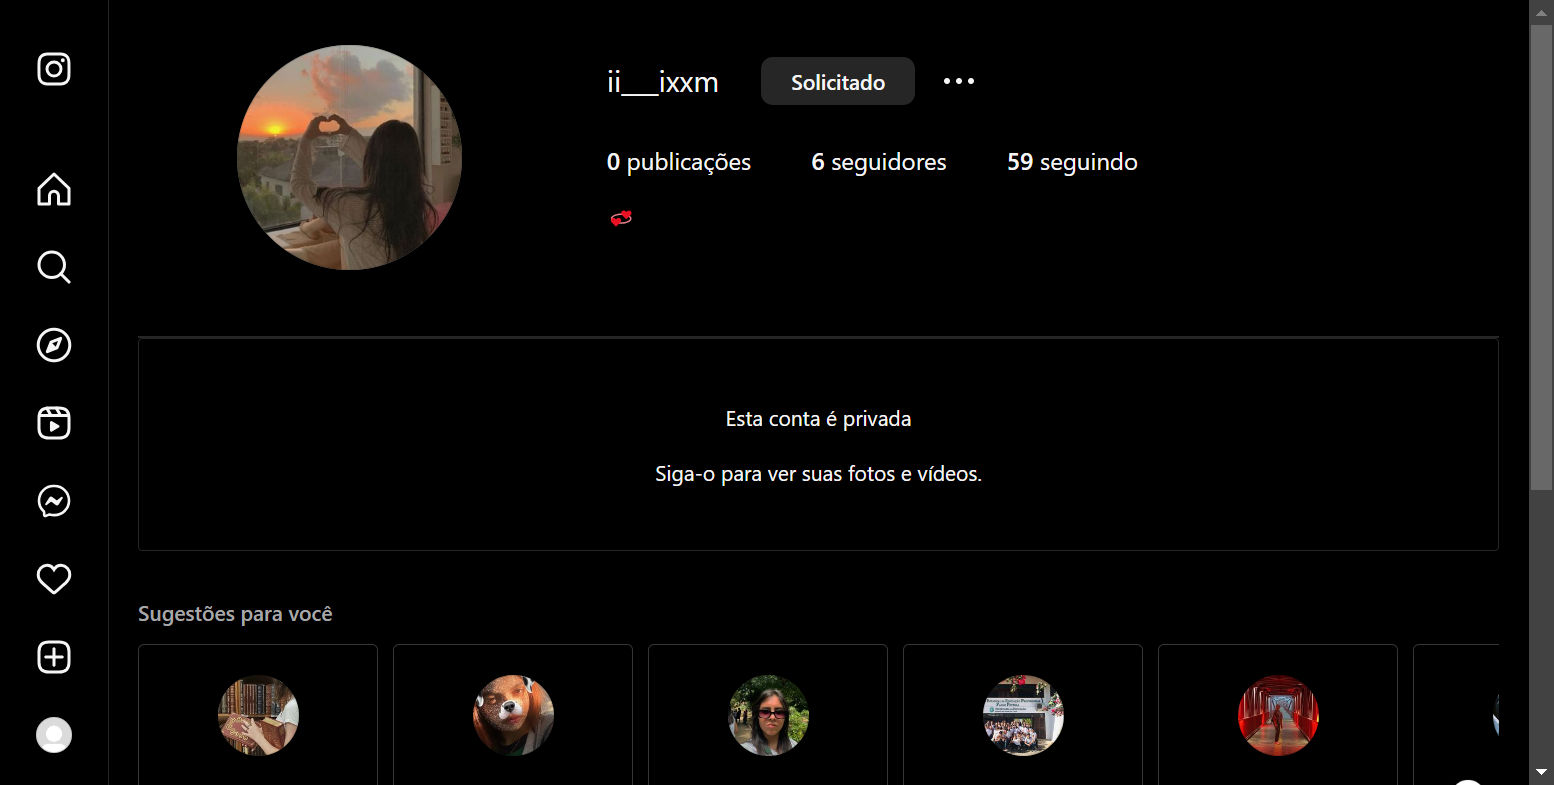 ii___ixxm
Solicitado
0 publicações 6 seguidores 59 seguindo
Esta conta é privada
Siga-o para ver suas fotos e vídeos.
Sugestões para você